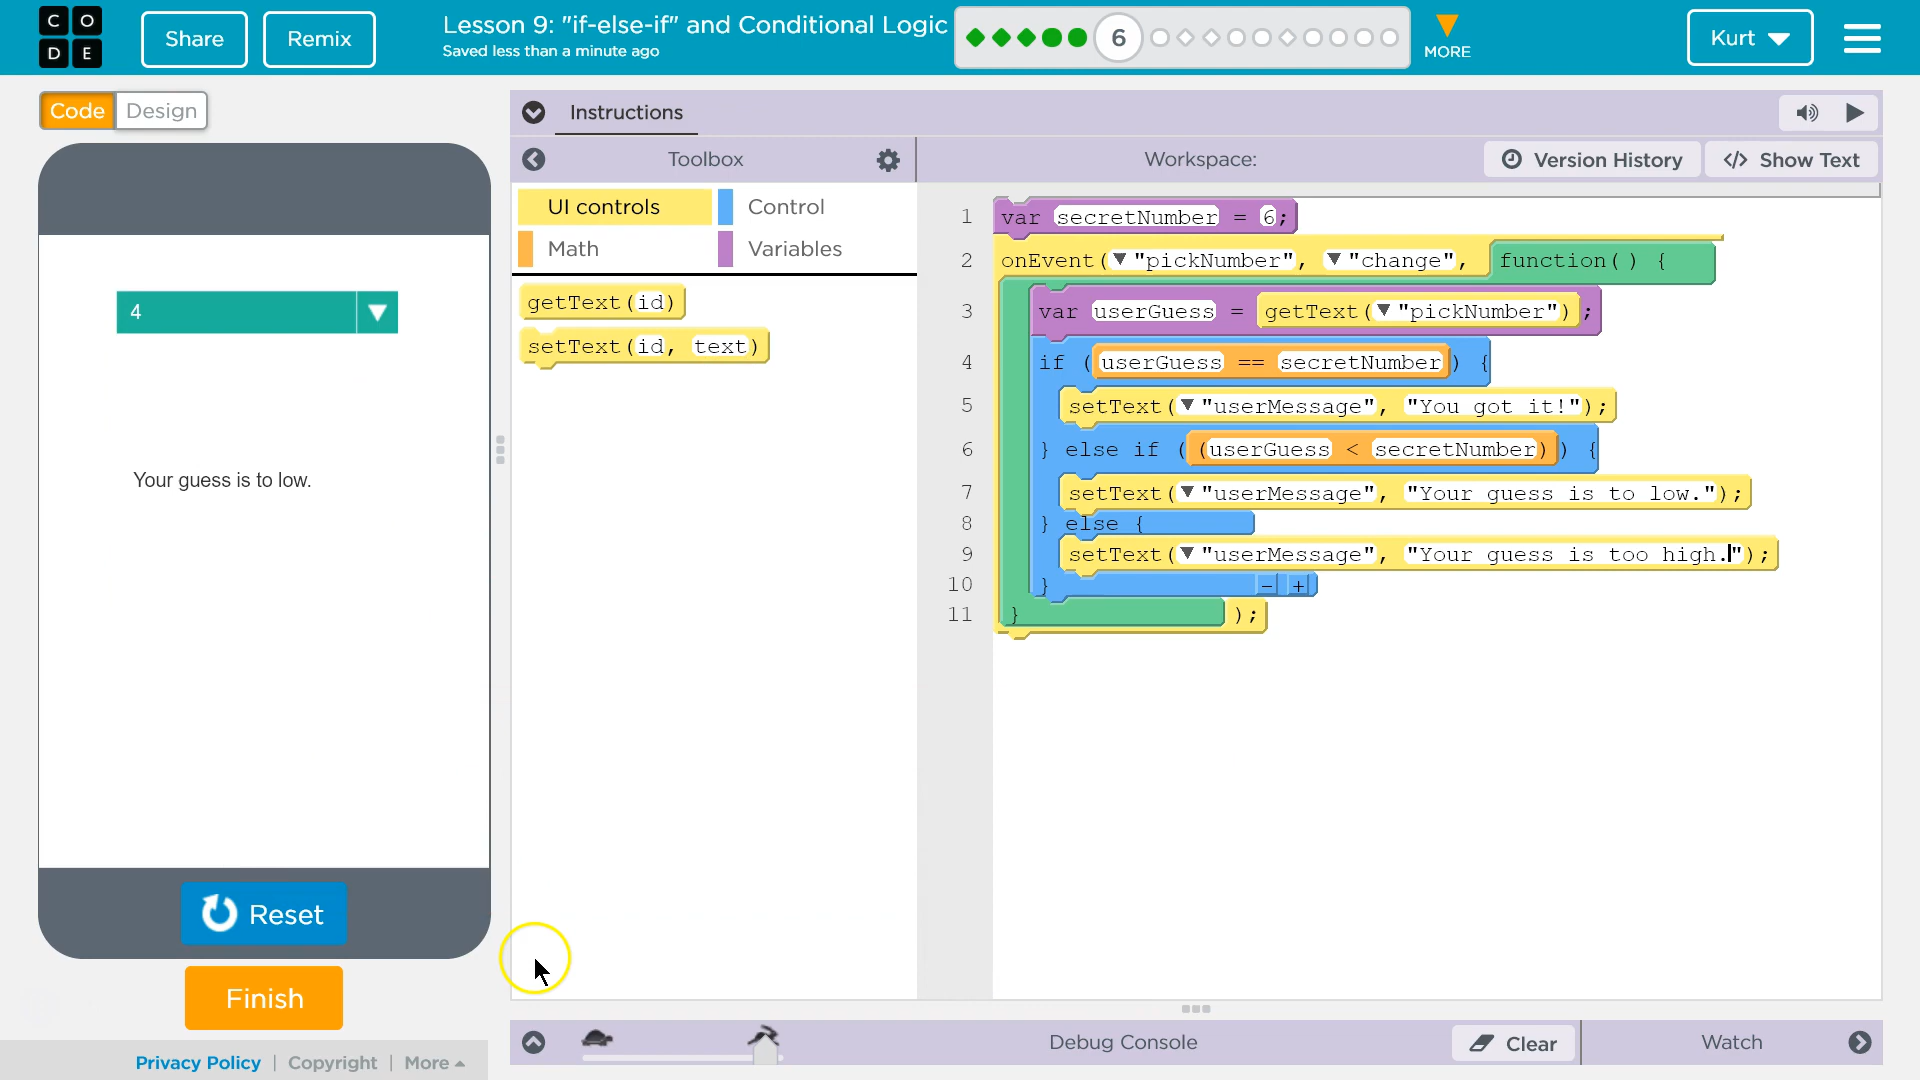 C O
D E
Share
Remix
Lesson 9: "if-else-if" and Conditional Logic
Saved less than a minute ago
6
MORE
Kurt
Code
Design
Instructions
Toolbox
Workspace:
Version History
</> Show Text
UI controls
Control
Math
Variables
getText(id)
setText(id, text)
4
Your guess is to low.
Reset
Finish
1 var secretNumber = 6;
2 onEvent(▼"pickNumber", ▼"change", function() {
3 var userGuess = getText(▼"pickNumber");
4 if (userGuess == secretNumber) {
5 setText(▼"userMessage", "You got it!");
6 } else if ((userGuess < secretNumber)) {
7 setText(▼"userMessage", "Your guess is to low.");
8 } else {
9 setText(▼"userMessage", "Your guess is too high.");
10 } - +
11 } );
Debug Console
Clear
Watch
Privacy Policy | Copyright | More